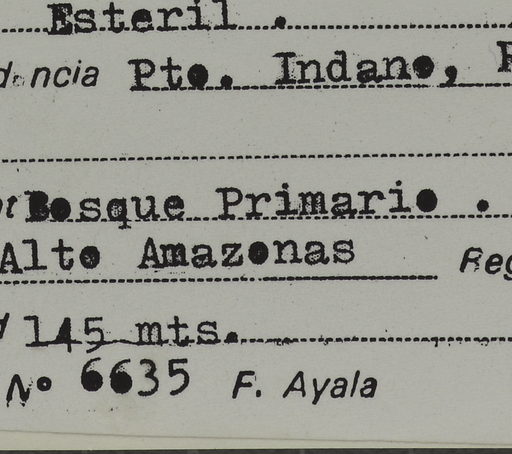 Esteril .
dencia Pto. Indano,
Bosque Primario .
Alto Amazonas Reg
145 mts.
Nº 6635 F. Ayala